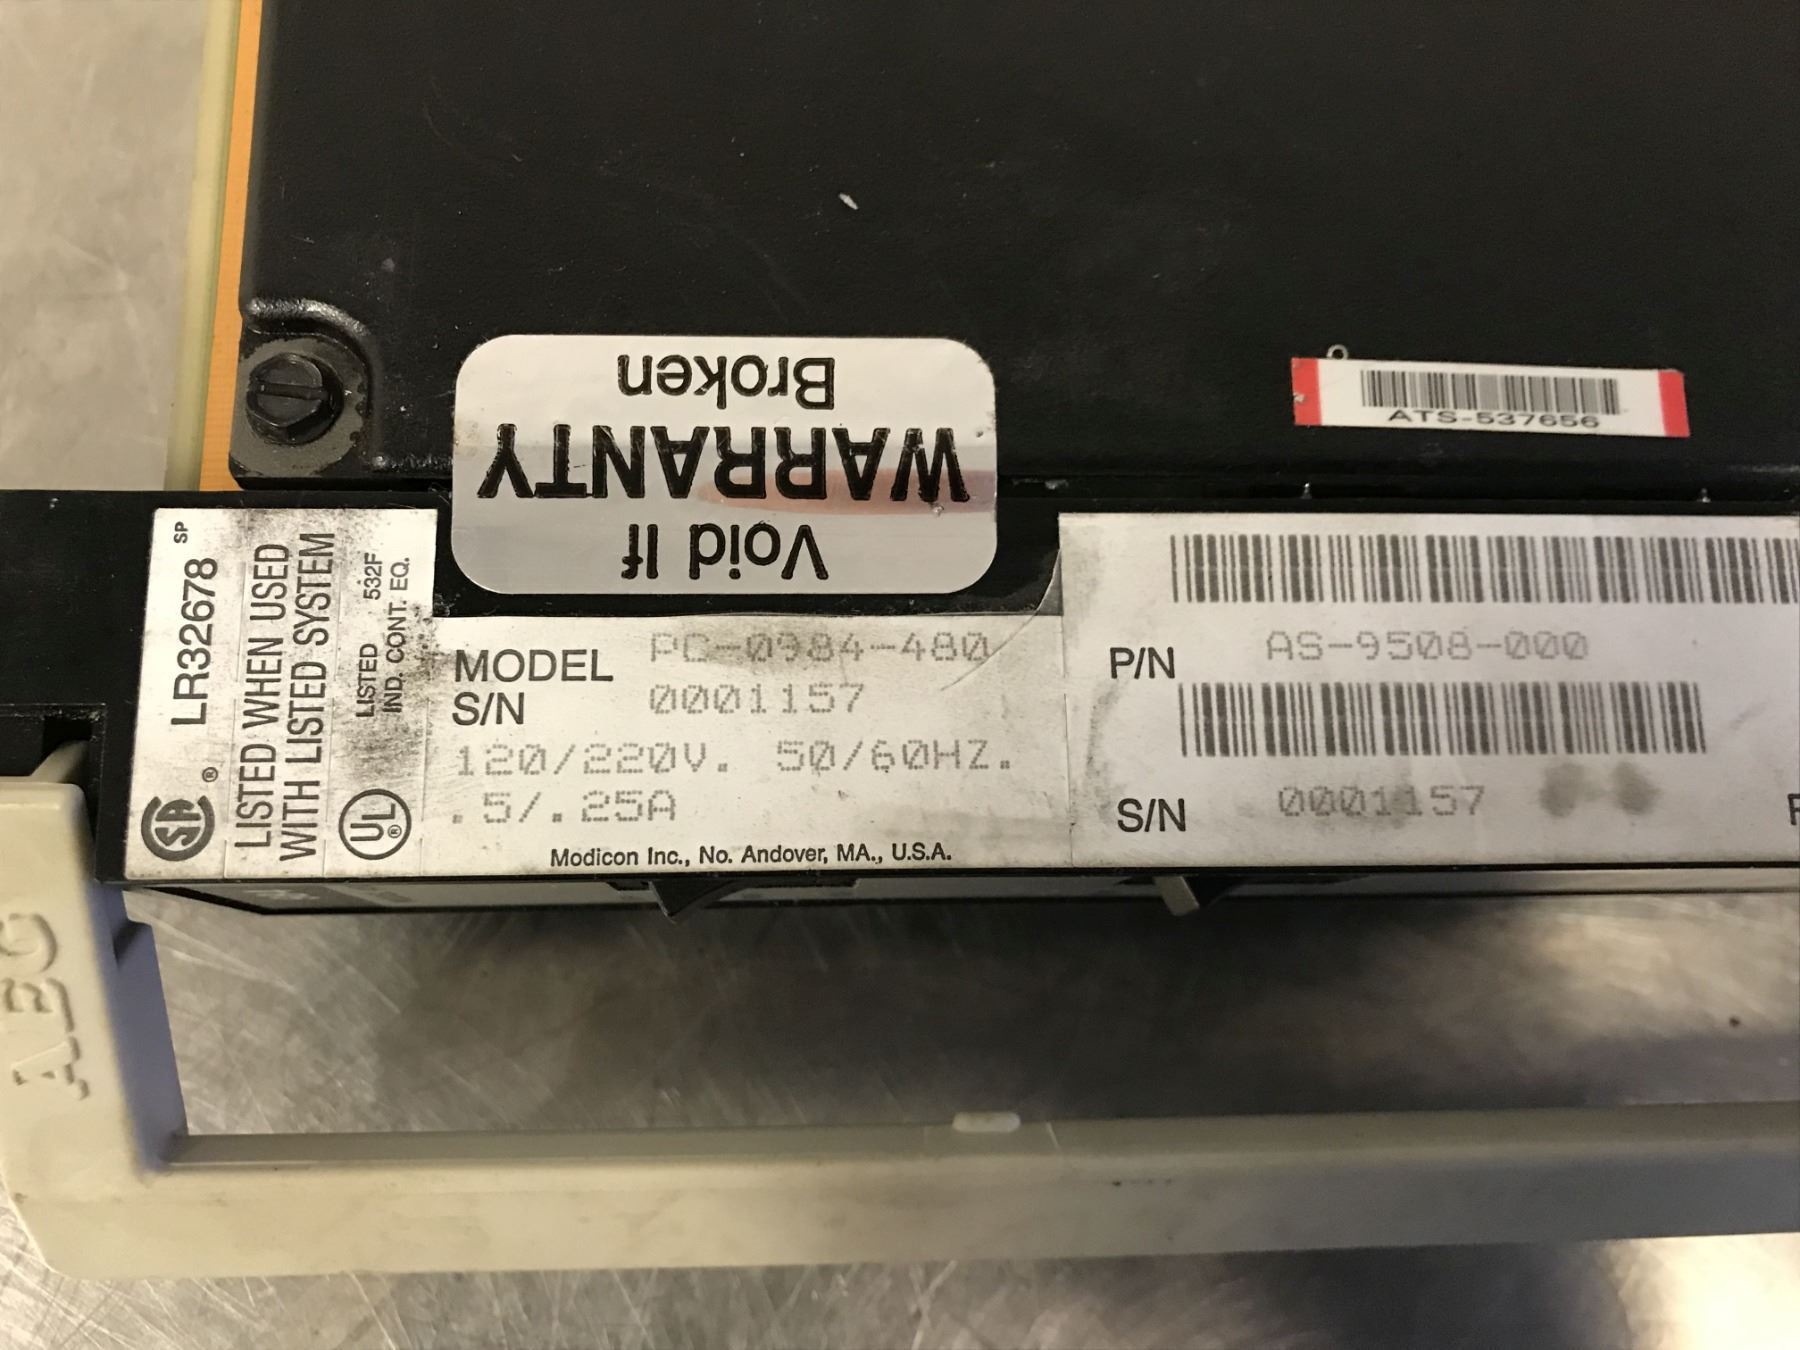 Void If
WARRANTY
Broken
ATS-537656
LR32678 SP
LISTED WHEN USED
WITH LISTED SYSTEM
LISTED 532F
IND. CONT. EQ.
SA ®
UL ®
MODEL PC-0984-480
S/N 0001157
120/220V. 50/60HZ.
.5/.25A
Modicon Inc., No. Andover, MA., U.S.A.
P/N AS-9508-000
S/N 0001157